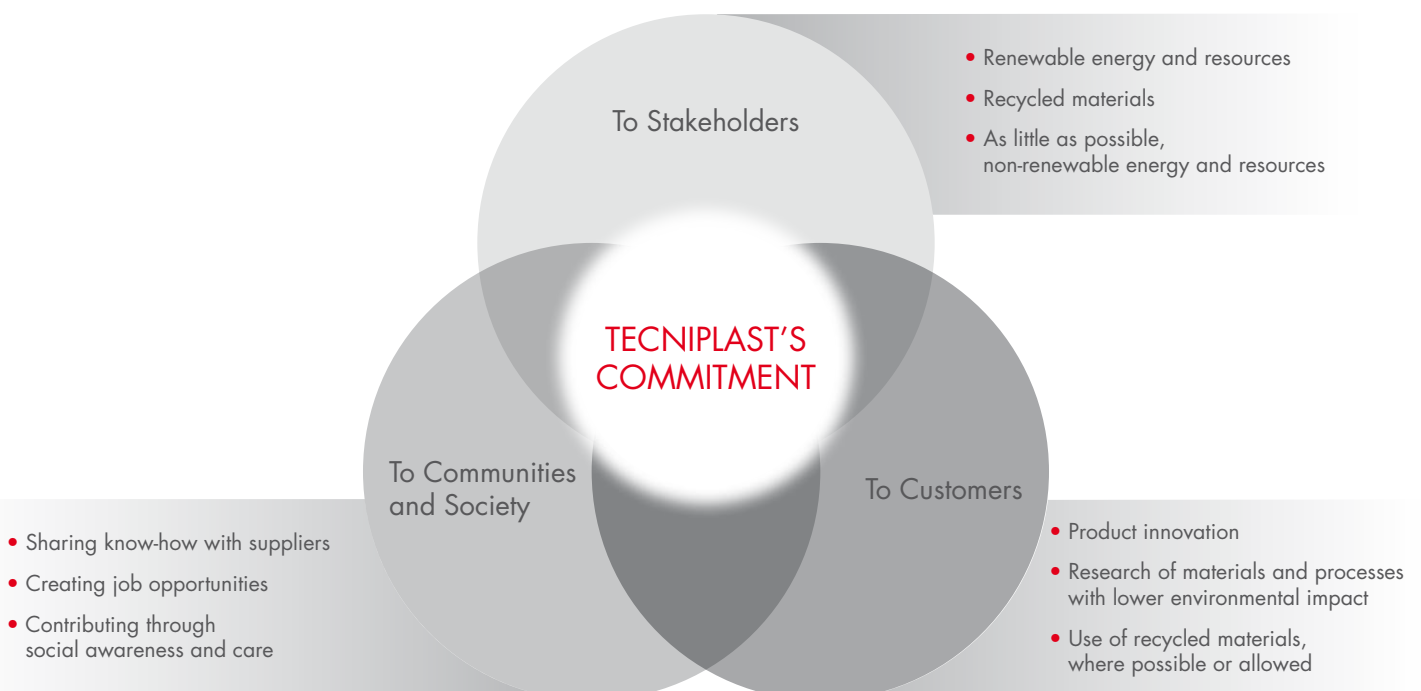 To Stakeholders
• Renewable energy and resources
• Recycled materials
• As little as possible,
non-renewable energy and resources
TECNIPLAST'S
COMMITMENT
To Communities
and Society
• Sharing know-how with suppliers
• Creating job opportunities
• Contributing through
social awareness and care
To Customers
• Product innovation
• Research of materials and processes
with lower environmental impact
• Use of recycled materials,
where possible or allowed